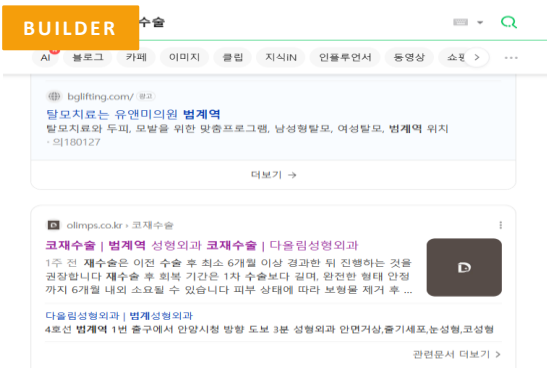 BUILDER
수술
AI 블로그 카페 이미지 클립 지식iN 인플루언서 동영상 쇼핑
bglifting.com/ 광고
탈모치료는 유앤미의원 범계역
탈모치료와 두피, 모발을 위한 맞춤프로그램, 남성형탈모, 여성탈모, 범계역 위치
· 의180127
더보기 →
olimps.co.kr › 코재수술
코재수술 | 범계역 성형외과 코재수술 | 다올림성형외과
1주 전 재수술은 이전 수술 후 최소 6개월 이상 경과한 뒤 진행하는 것을
권장합니다 재수술 후 회복 기간은 1차 수술보다 길며, 완전한 형태 안정
까지 6개월 내외 소요될 수 있습니다 피부 상태에 따라 보형물 제거 후 ...
D
다올림성형외과 | 범계성형외과
4호선 범계역 1번 출구에서 안양시청 방향 도보 3분 성형외과 안면거상,줄기세포,눈성형,코성형
관련문서 더보기 >